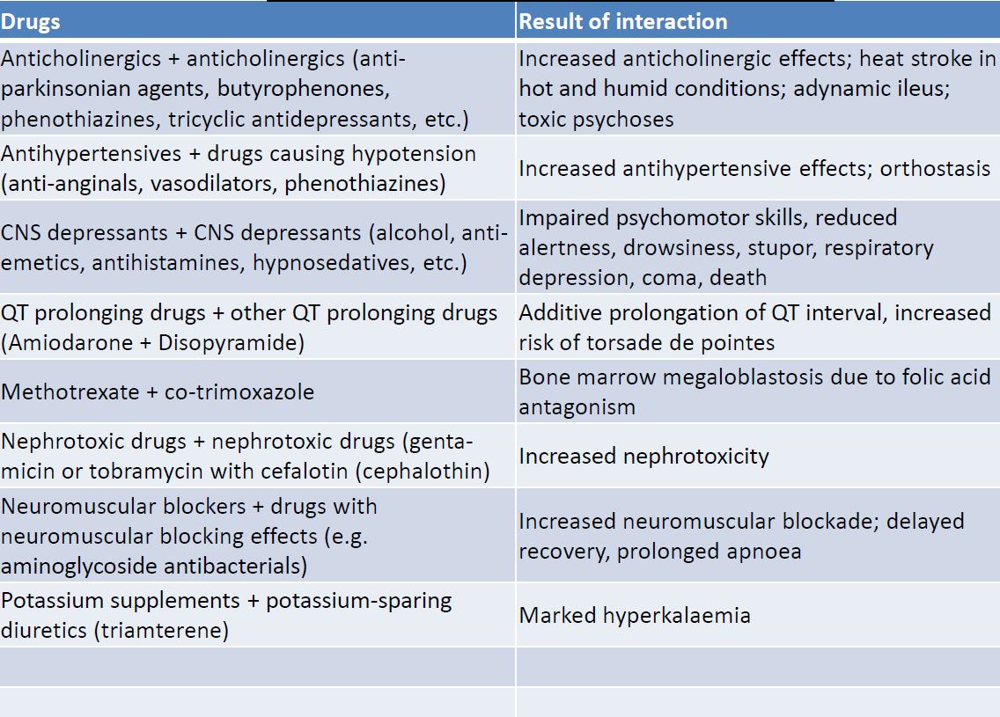 Drugs
Result of interaction
Anticholinergics + anticholinergics (anti-
parkinsonian agents, butyrophenones,
phenothiazines, tricyclic antidepressants, etc.)
Increased anticholinergic effects; heat stroke in
hot and humid conditions; adynamic ileus;
toxic psychoses
Antihypertensives + drugs causing hypotension
(anti-anginals, vasodilators, phenothiazines)
Increased antihypertensive effects; orthostasis
CNS depressants + CNS depressants (alcohol, anti-
emetics, antihistamines, hypnosedatives, etc.)
Impaired psychomotor skills, reduced
alertness, drowsiness, stupor, respiratory
depression, coma, death
QT prolonging drugs + other QT prolonging drugs
(Amiodarone + Disopyramide)
Additive prolongation of QT interval, increased
risk of torsade de pointes
Methotrexate + co-trimoxazole
Bone marrow megaloblastosis due to folic acid
antagonism
Nephrotoxic drugs + nephrotoxic drugs (genta-
micin or tobramycin with cefalotin (cephalothin)
Increased nephrotoxicity
Neuromuscular blockers + drugs with
neuromuscular blocking effects (e.g.
aminoglycoside antibacterials)
Increased neuromuscular blockade; delayed
recovery, prolonged apnoea
Potassium supplements + potassium-sparing
diuretics (triamterene)
Marked hyperkalaemia